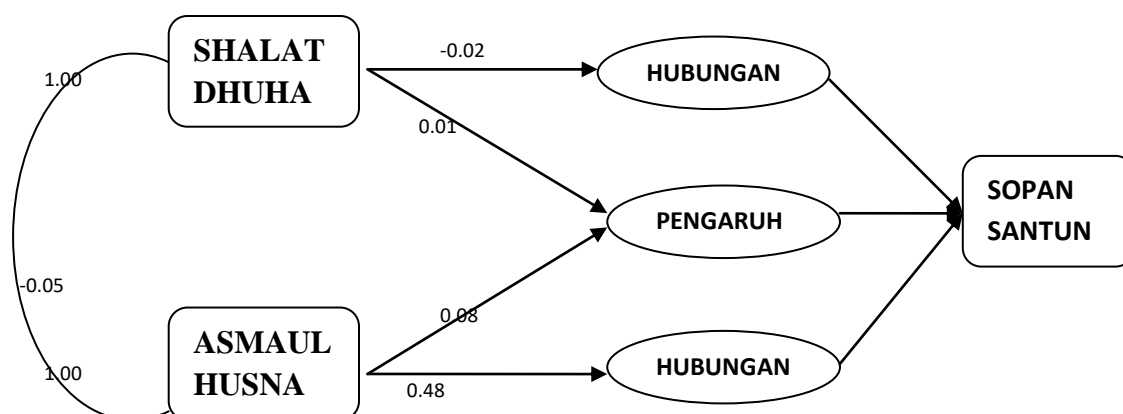 SHALAT
DHUHA
1.00
-0.02
HUBUNGAN
0.01
SOPAN
SANTUN
PENGARUH
-0.05
0.08
ASMAUL
HUSNA
1.00
0.48
HUBUNGAN